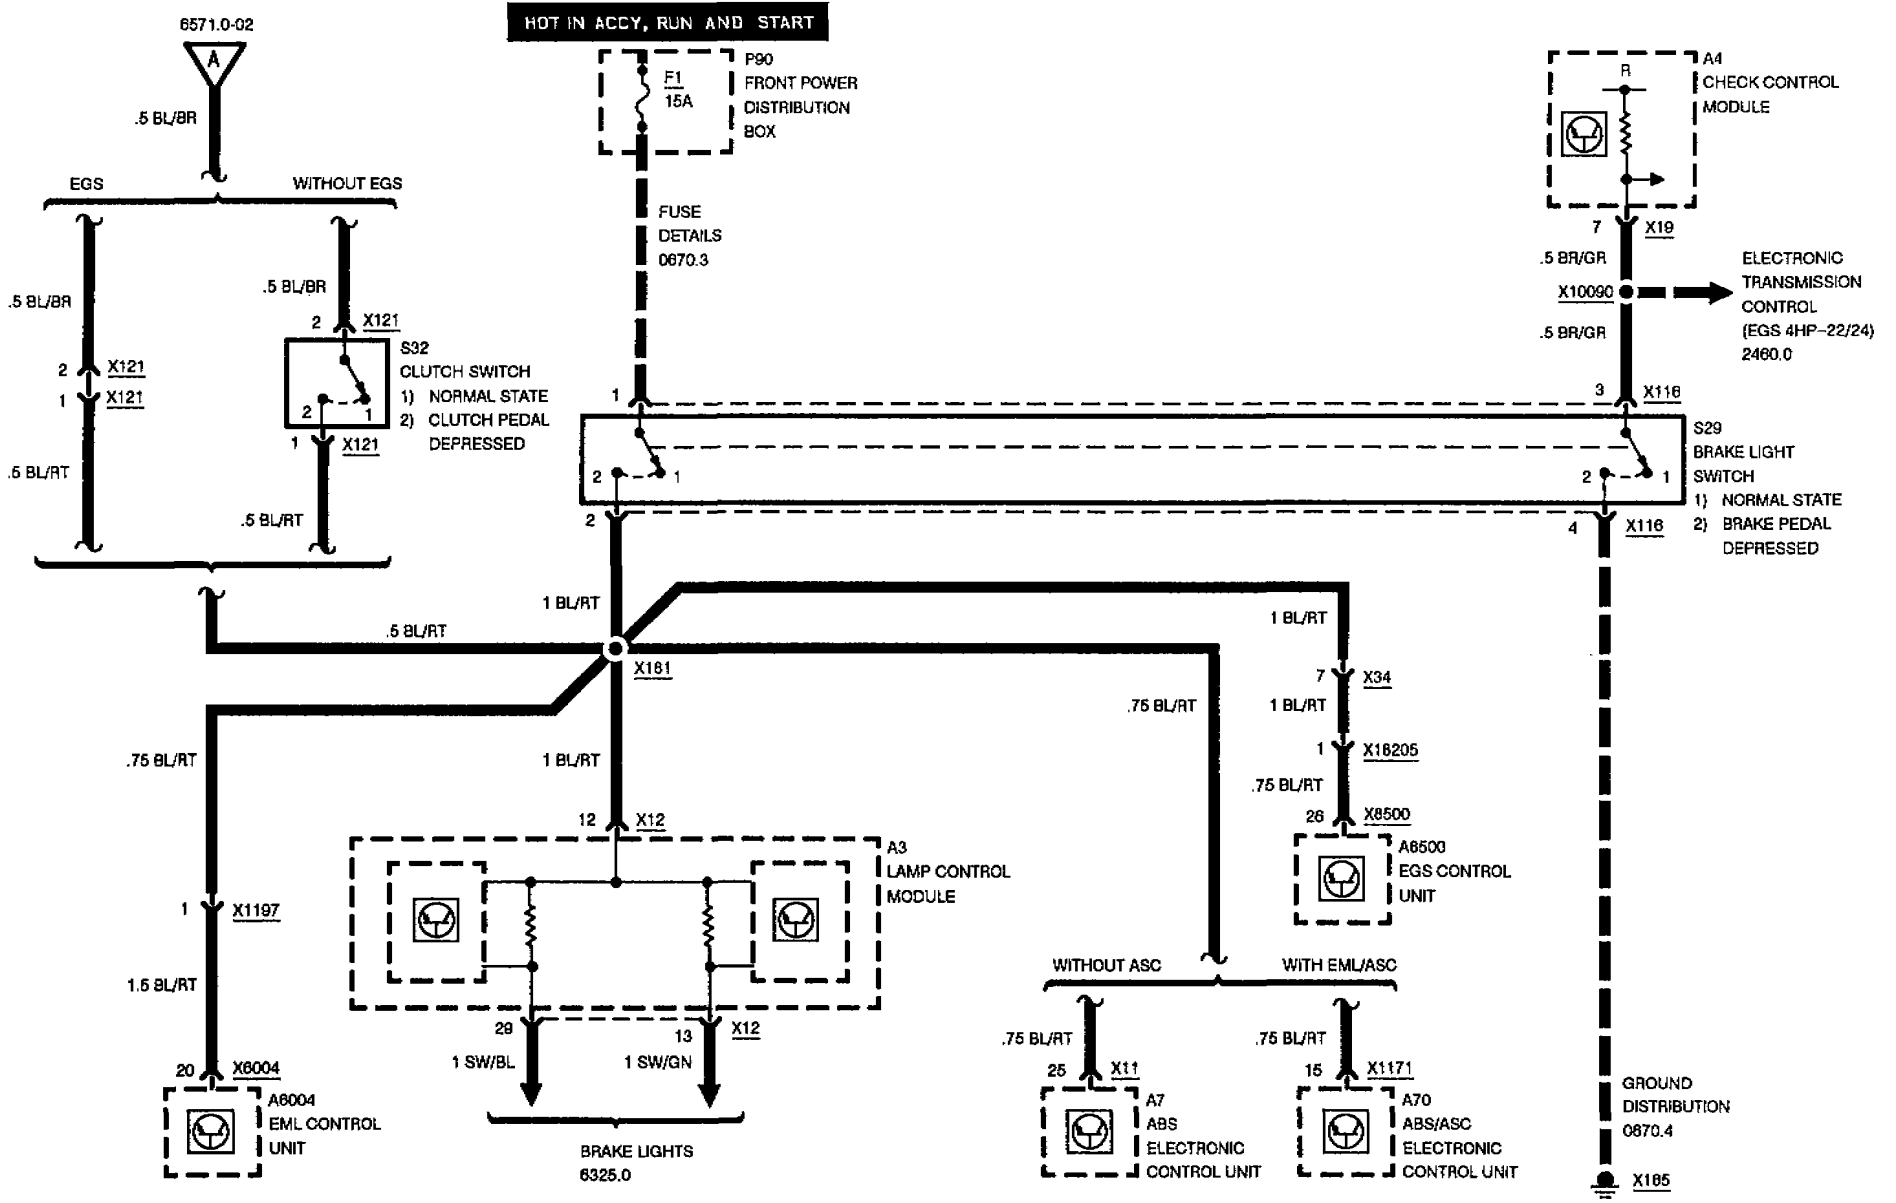 6571.0-02
A
.5 BL/BR
EGS
WITHOUT EGS
.5 BL/BR
.5 BL/BR
2
X121
1
X121
.5 BL/RT
2
X121
2
1
S32
CLUTCH SWITCH
1) NORMAL STATE
2) CLUTCH PEDAL
DEPRESSED
1
X121
.5 BL/RT
HOT IN ACCY, RUN AND START
F1
15A
P90
FRONT POWER
DISTRIBUTION
BOX
FUSE
DETAILS
0670.3
R
A4
CHECK CONTROL
MODULE
7
X19
.5 BR/GR
X10090
.5 BR/GR
ELECTRONIC
TRANSMISSION
CONTROL
(EGS 4HP-22/24)
2460.0
1
3
X116
2
1
2
1
S29
BRAKE LIGHT
SWITCH
1) NORMAL STATE
2) BRAKE PEDAL
DEPRESSED
2
4
X116
1 BL/RT
.5 BL/RT
X181
1 BL/RT
7
X34
1 BL/RT
1
X18205
.75 BL/RT
26
X8500
A8500
EGS CONTROL
UNIT
.75 BL/RT
.75 BL/RT
1 BL/RT
12
X12
A3
LAMP CONTROL
MODULE
1
X1197
1.5 BL/RT
20
X6004
A6004
EML CONTROL
UNIT
29
13
X12
1 SW/BL
1 SW/GN
BRAKE LIGHTS
6325.0
WITHOUT ASC
WITH EML/ASC
.75 BL/RT
.75 BL/RT
25
X11
15
X1171
A7
ABS
ELECTRONIC
CONTROL UNIT
A70
ABS/ASC
ELECTRONIC
CONTROL UNIT
GROUND
DISTRIBUTION
0670.4
X165